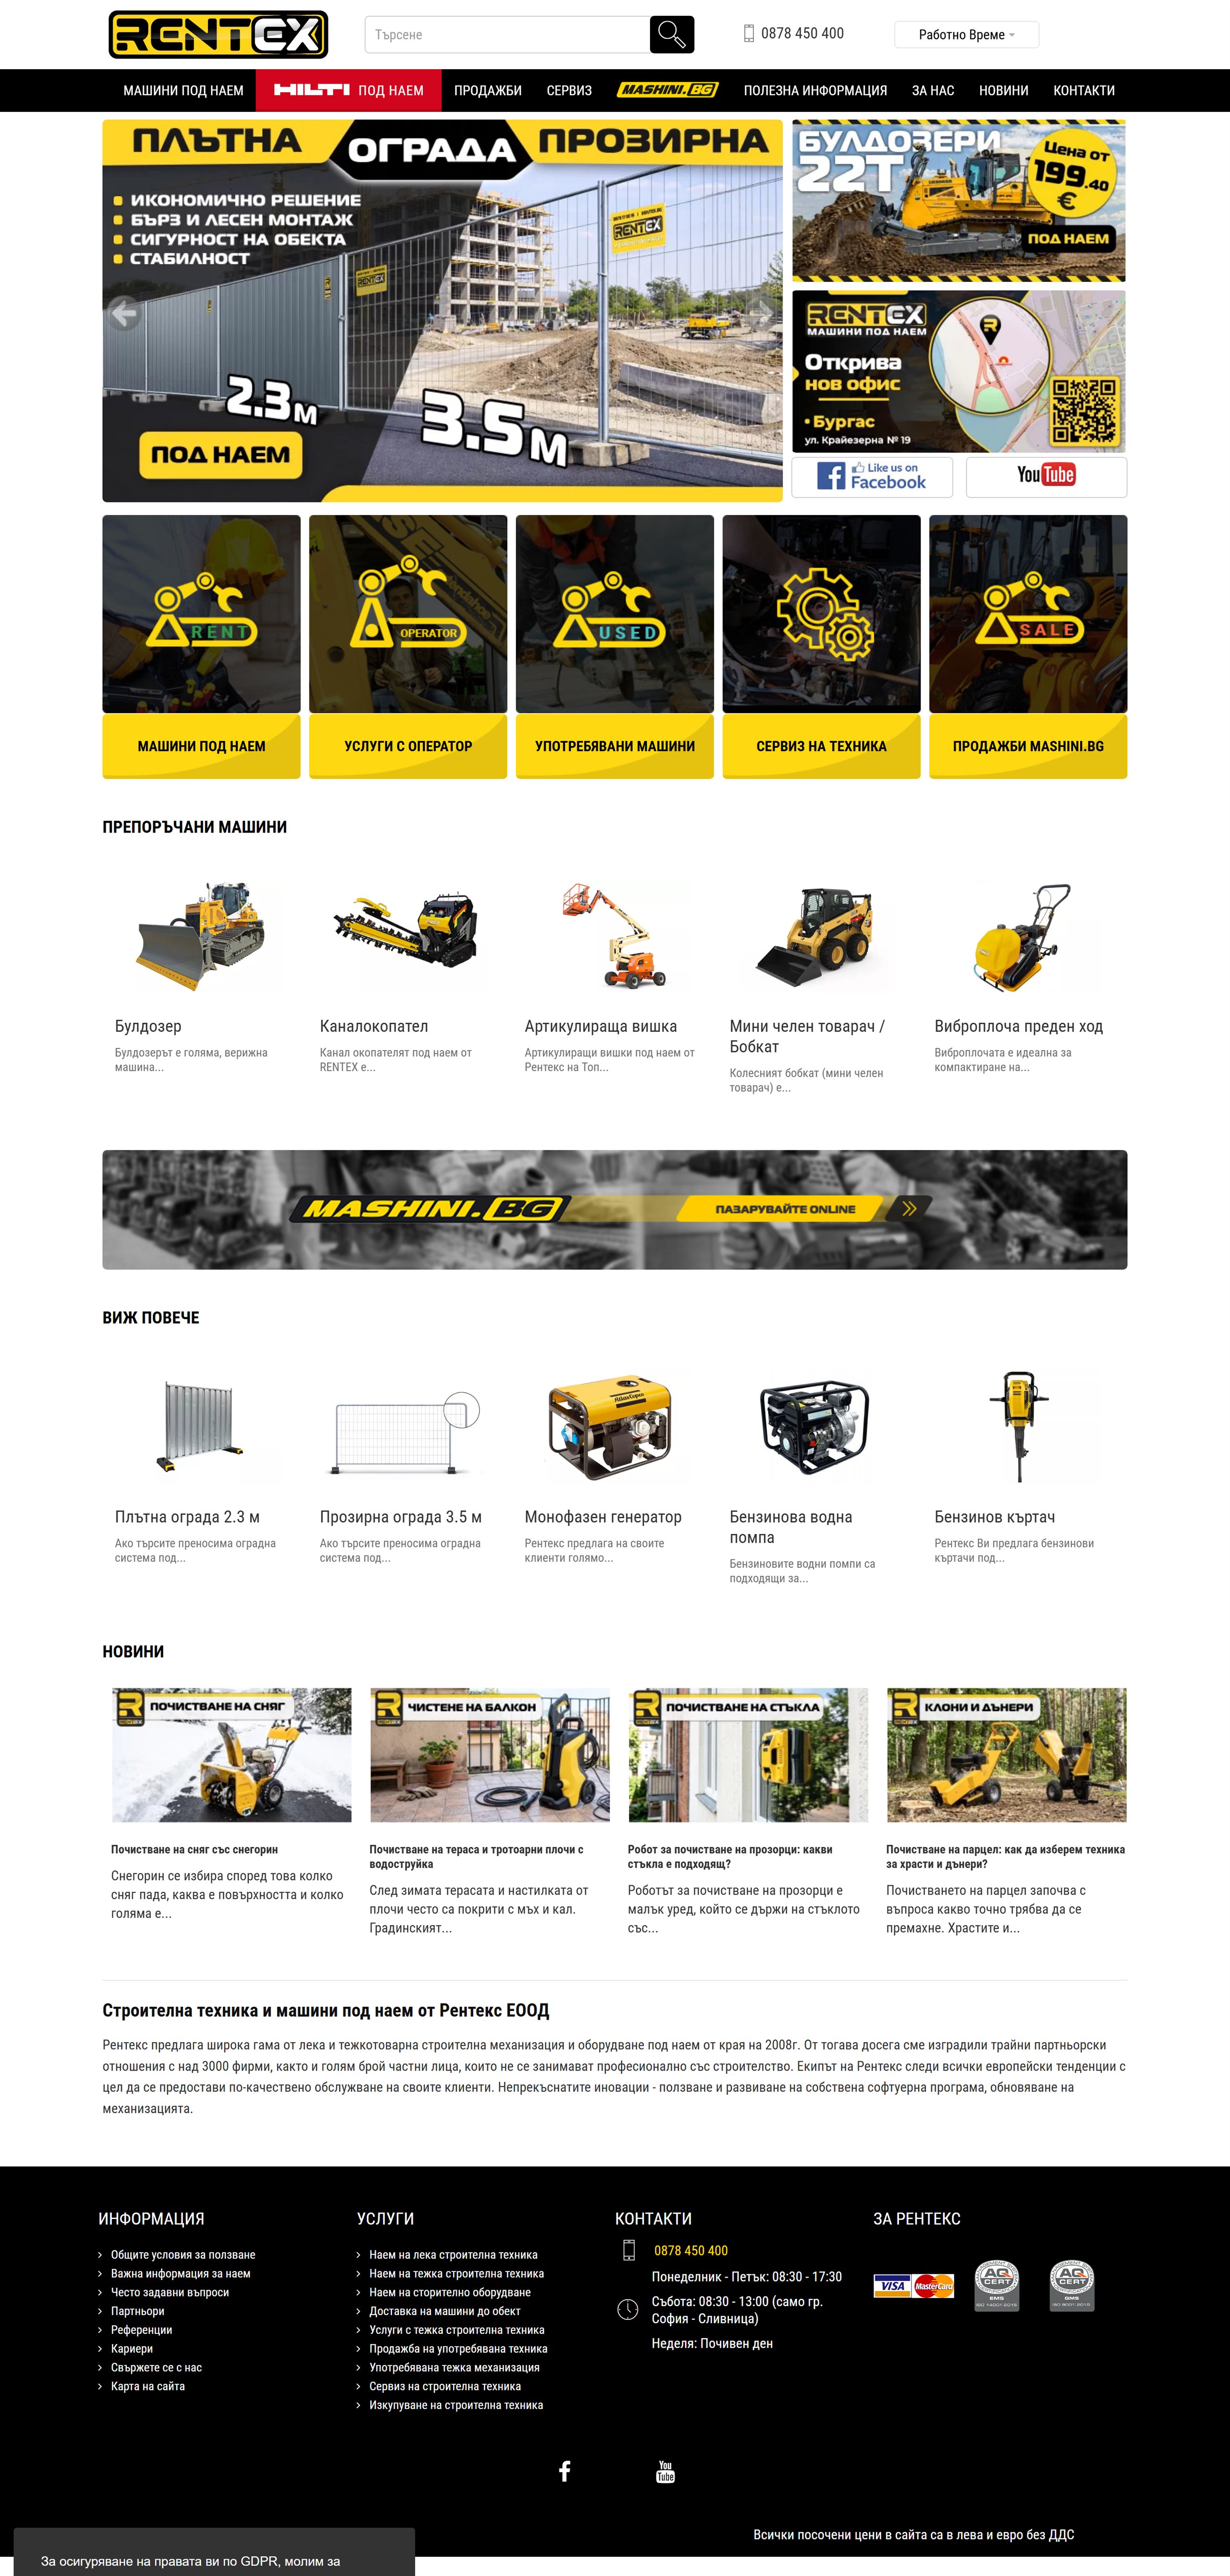 RENTEX
Търсене
0878 450 400
Работно Време
МАШИНИ ПОД НАЕМ
HILTI ПОД НАЕМ
ПРОДАЖБИ
СЕРВИЗ
MASHINI.BG
ПОЛЕЗНА ИНФОРМАЦИЯ
ЗА НАС
НОВИНИ
КОНТАКТИ
ПЛЪТНА ОГРАДА ПРОЗИРНА
ИКОНОМИЧНО РЕШЕНИЕ
БЪРЗ И ЛЕСЕН МОНТАЖ
СИГУРНОСТ НА ОБЕКТА
СТАБИЛНОСТ
RENTEX
RENTEX
2.3м
3.5м
ПОД НАЕМ
БУЛДОЗЕРИ
22Т
Цена от
199.40
€
ПОД НАЕМ
RENTEX
МАШИНИ ПОД НАЕМ
Открива
нов офис
• Бургас
ул. Крайезерна № 19
Like us on
Facebook
YouTube
RENT
OPERATOR
USED
SALE
МАШИНИ ПОД НАЕМ
УСЛУГИ С ОПЕРАТОР
УПОТРЕБЯВАНИ МАШИНИ
СЕРВИЗ НА ТЕХНИКА
ПРОДАЖБИ MASHINI.BG
ПРЕПОРЪЧАНИ МАШИНИ
Булдозер
Булдозерът е голяма, верижна
машина...
Каналокопател
Канал окопателят под наем от
RENTEX е...
Артикулираща вишка
Артикулиращи вишки под наем от
Рентекс на Топ...
Мини челен товарач /
Бобкат
Колесният бобкат (мини челен
товарач) е...
Виброплоча преден ход
Виброплочата е идеална за
компактиране на...
MASHINI.BG
ПАЗАРУВАЙТЕ ONLINE
ВИЖ ПОВЕЧЕ
Плътна ограда 2.3 м
Ако търсите преносима оградна
система под...
Прозирна ограда 3.5 м
Ако търсите преносима оградна
система под...
Монофазен генератор
Рентекс предлага на своите
клиенти голямо...
Бензинова водна
помпа
Бензиновите водни помпи са
подходящи за...
Бензинов къртач
Рентекс Ви предлага бензинови
къртачи под...
НОВИНИ
ПОЧИСТВАНЕ НА СНЯГ
ЧИСТЕНЕ НА БАЛКОН
ПОЧИСТВАНЕ НА СТЪКЛА
КЛОНИ И ДЪНЕРИ
Почистване на сняг със снегорин
Снегорин се избира според това колко
сняг пада, каква е повърхността и колко
голяма е...
Почистване на тераса и тротоарни плочи с
водоструйка
След зимата терасата и настилката от
плочи често са покрити с мъх и кал.
Градинският...
Робот за почистване на прозорци: какви
стъкла е подходящ?
Роботът за почистване на прозорци е
малък уред, който се държи на стъклото
със...
Почистване на парцел: как да изберем техника
за храсти и дънери?
Почистването на парцел започва с
въпроса какво точно трябва да се
премахне. Храстите и...
Строителна техника и машини под наем от Рентекс ЕООД
Рентекс предлага широка гама от лека и тежкотоварна строителна механизация и оборудване под наем от края на 2008г. От тогава досега сме изградили трайни партньорски
отношения с над 3000 фирми, както и голям брой частни лица, които не се занимават професионално със строителство. Екипът на Рентекс следи всички европейски тенденции с
цел да се предостави по-качествено обслужване на своите клиенти. Непрекъснатите иновации - ползване и развиване на собствена софтуерна програма, обновяване на
механизацията.
ИНФОРМАЦИЯ
Общите условия за ползване
Важна информация за наем
Често задавни въпроси
Партньори
Референции
Кариери
Свържете се с нас
Карта на сайта
УСЛУГИ
Наем на лека строителна техника
Наем на тежка строителна техника
Наем на сторително оборудване
Доставка на машини до обект
Услуги с тежка строителна техника
Продажба на употребявана техника
Употребявана тежка механизация
Сервиз на строителна техника
Изкупуване на строителна техника
КОНТАКТИ
0878 450 400
Понеделник - Петък: 08:30 - 17:30
Събота: 08:30 - 13:00 (само гр.
София - Сливница)
Неделя: Почивен ден
ЗА РЕНТЕКС
VISA
MasterCard
AQ
CERT
EMS
AQ
CERT
QMS
You
Tube
Всички посочени цени в сайта са в лева и евро без ДДС
За осигуряване на правата ви по GDPR, молим за